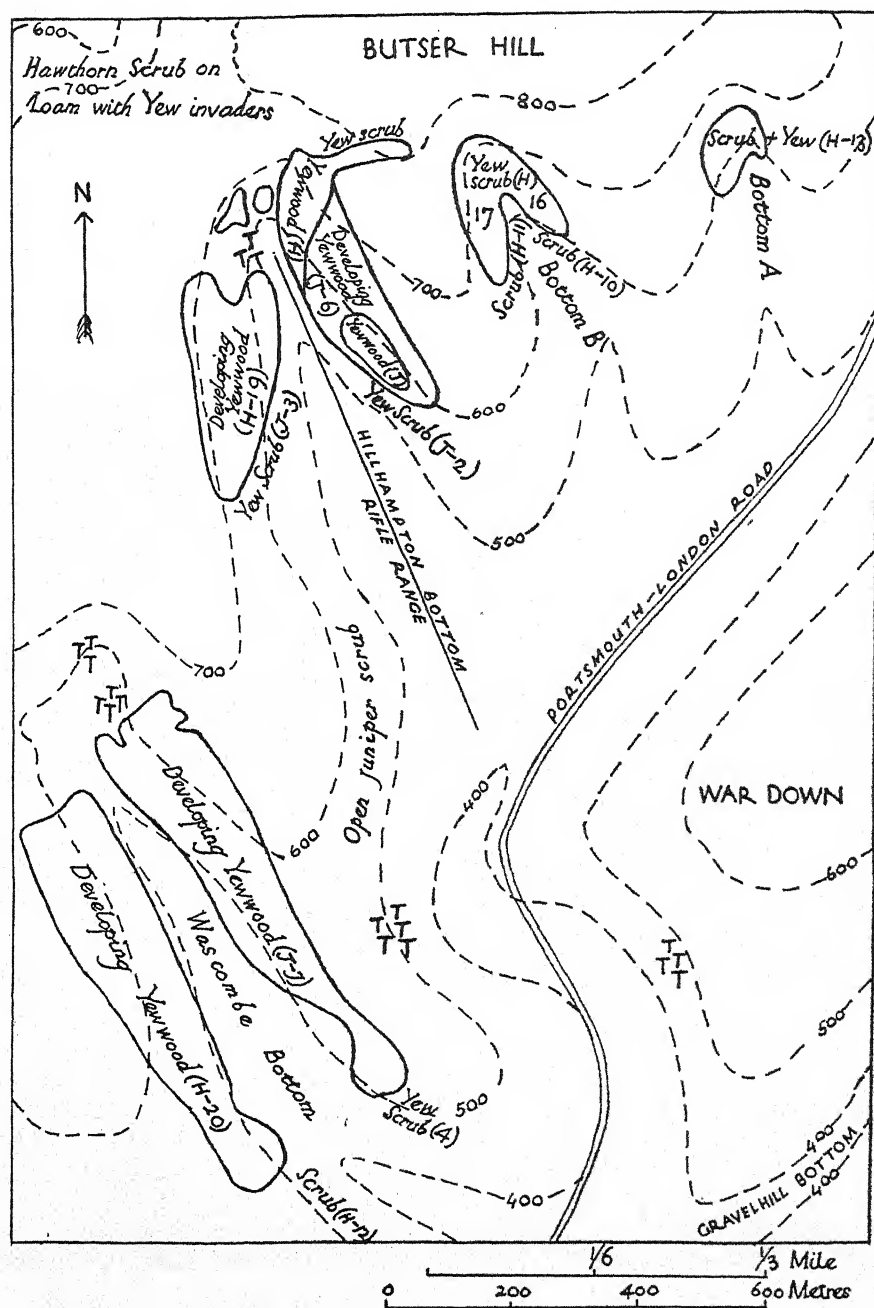 600
BUTSER HILL
Hawthorn Scrub on
700
Loam with Yew invaders
800
Yew scrub
Scrub + Yew (H-13)
N
Yewwood (H)
Yew
scrub (H)
16
17
Bottom A
Developing
Yewwood
(J-6)
Scrub (H-10)
Scrub (H-11)
Bottom B
T T
T T
700
Yewwood (J)
Developing
Yewwood
(H-19)
600
Yew Scrub (J-3)
Yew Scrub (J-2)
HILLHAMPTON BOTTOM
RIFLE RANGE
500
PORTSMOUTH-LONDON ROAD
Open Juniper scrub
T T
T T
700
T T
T T T
Developing Yewwood (J-7)
400
WAR DOWN
600
600
Developing Yewwood (H-20)
T T
T T T
T T
T T T
Wascombe Bottom
500
Yew
Scrub (4)
500
400
Scrub (H-12)
400
GRAVELHILL BOTTOM
400
1/6 1/3 Mile
0 200 400 600 Metres